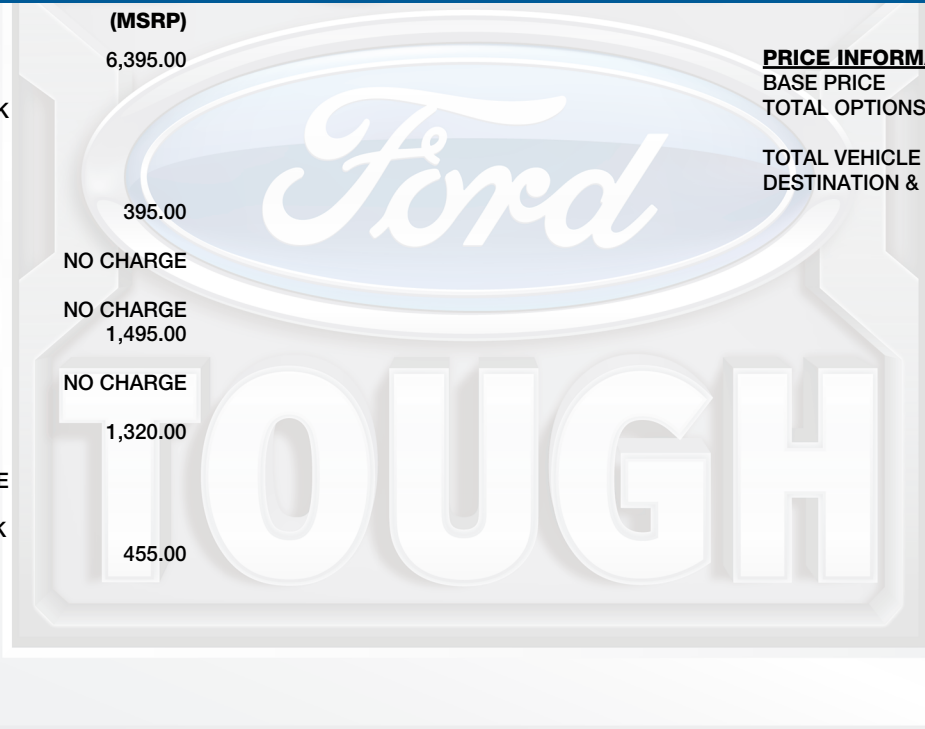 (MSRP)
6,395.00
K
395.00
NO CHARGE
NO CHARGE
1,495.00
NO CHARGE
1,320.00
E
K
455.00
PRICE INFORMA
BASE PRICE
TOTAL OPTIONS
TOTAL VEHICLE
DESTINATION &
Ford
TOUGH